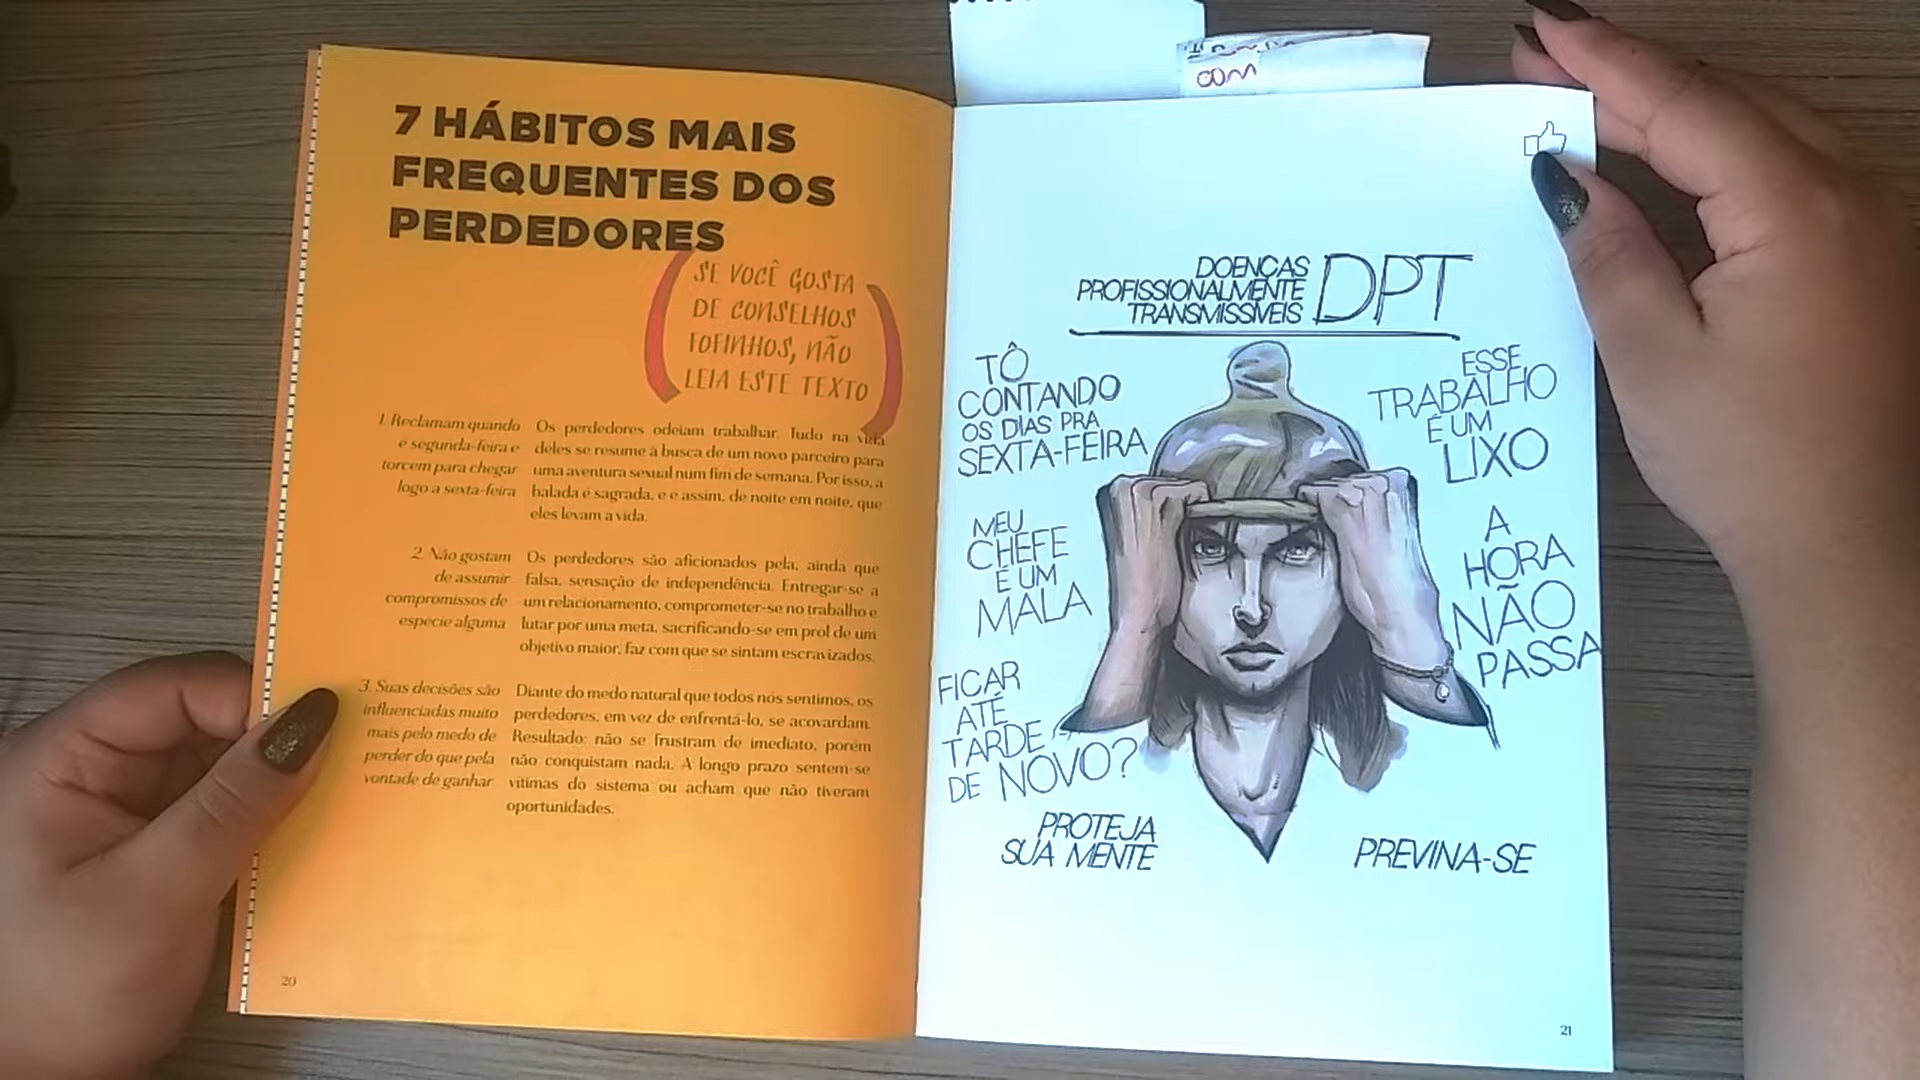 7 HÁBITOS MAIS
FREQUENTES DOS
PERDEDORES
SE VOCÊ GOSTA
DE CONSELHOS
FOFINHOS, NÃO
LEIA ESTE TEXTO
1. Reclamam quando
é segunda-feira e
torcem para chegar
logo a sexta-feira
Os perdedores odeiam trabalhar. Tudo na vida
deles se resume à busca de um novo parceiro para
uma aventura sexual num fim de semana. Por isso, a
balada é sagrada, e é assim, de noite em noite, que
eles levam a vida.
2. Não gostam
de assumir
compromissos de
espécie alguma
Os perdedores são aficionados pela, ainda que
falsa, sensação de independência. Entregar-se a
um relacionamento, comprometer-se no trabalho e
lutar por uma meta, sacrificando-se em prol de um
objetivo maior, faz com que se sintam escravizados.
3. Suas decisões são
influenciadas muito
mais pelo medo de
perder do que pela
vontade de ganhar
Diante do medo natural que todos nós sentimos, os
perdedores, em vez de enfrentá-lo, se acovardam.
Resultado: não se frustram de imediato, porém
não conquistam nada. A longo prazo sentem-se
vítimas do sistema ou acham que não tiveram
oportunidades.
20
com
DOENÇAS
PROFISSIONALMENTE
TRANSMISSÍVEIS
DPT
TÔ
CONTANDO
OS DIAS PRA
SEXTA-FEIRA
ESSE
TRABALHO
É UM
LIXO
MEU
CHEFE
É UM
MALA
A
HORA
NÃO
PASSA
FICAR
ATÉ
TARDE
DE NOVO?
PROTEJA
SUA MENTE
PREVINA-SE
21